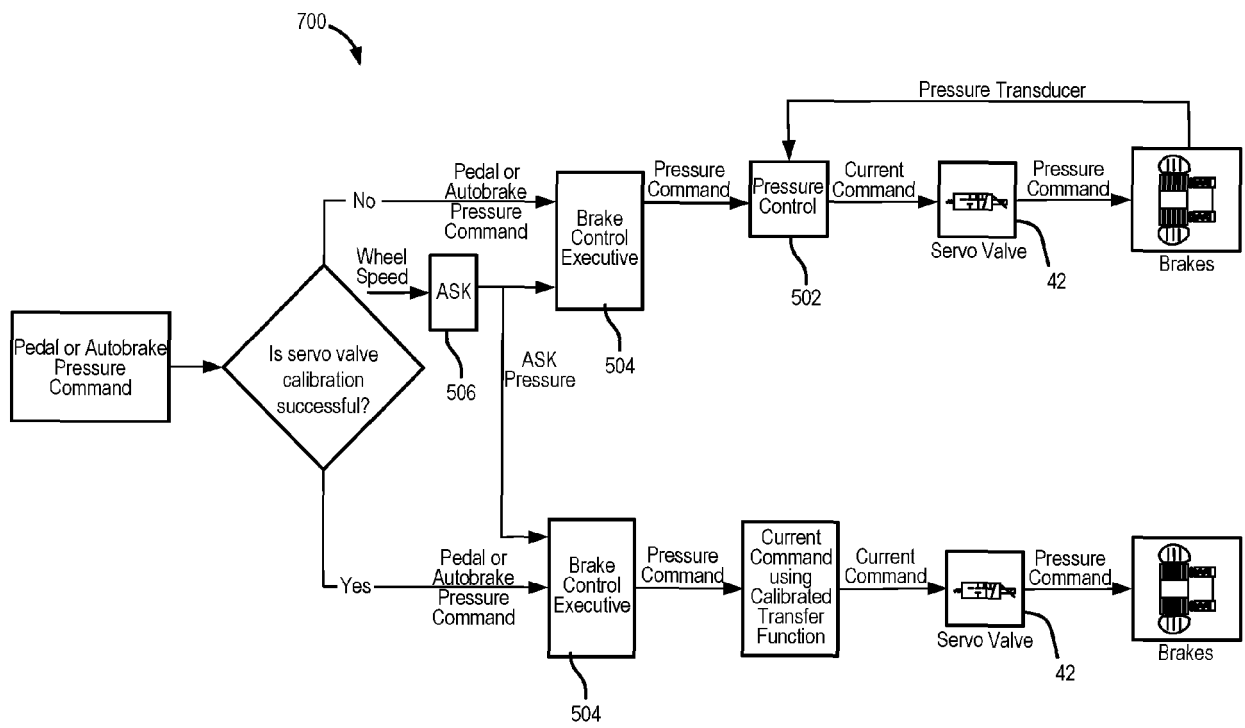 700
Pressure Transducer
No
Pedal or
Autobrake
Pressure
Command
Pressure
Command
Pressure
Control
Current
Command
Pressure
Command
Brake
Control
Executive
Servo Valve
Brakes
42
502
504
Wheel
Speed
ASK
506
ASK
Pressure
Pedal or Autobrake
Pressure
Command
Is servo valve
calibration
successful?
Yes
Pedal or
Autobrake
Pressure
Command
Brake
Control
Executive
Pressure
Command
Current
Command
using
Calibrated
Transfer
Function
Current
Command
Pressure
Command
Servo Valve
Brakes
42
504